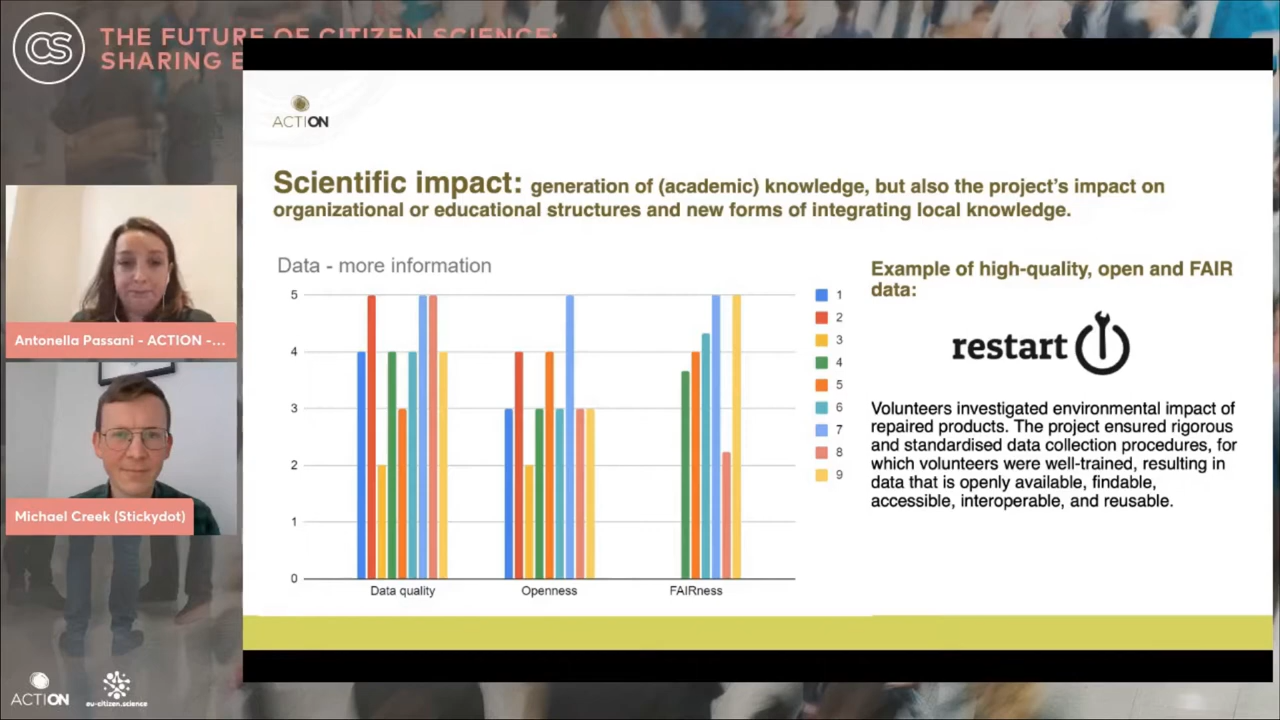 CS
THE FUTURE OF CITIZEN SCIENCE:
SHARING E
ACTION
Scientific impact: generation of (academic) knowledge, but also the project's impact on
organizational or educational structures and new forms of integrating local knowledge.
Data - more information
5
4
3
2
1
0
Data quality
Openness
FAIRness
1
2
3
4
5
6
7
8
9
Example of high-quality, open and FAIR
data:
restart
Volunteers investigated environmental impact of
repaired products. The project ensured rigorous
and standardised data collection procedures, for
which volunteers were well-trained, resulting in
data that is openly available, findable,
accessible, interoperable, and reusable.
Antonella Passani - ACTION -...
Michael Creek (Stickydot)
ACTION
eu-citizen.science